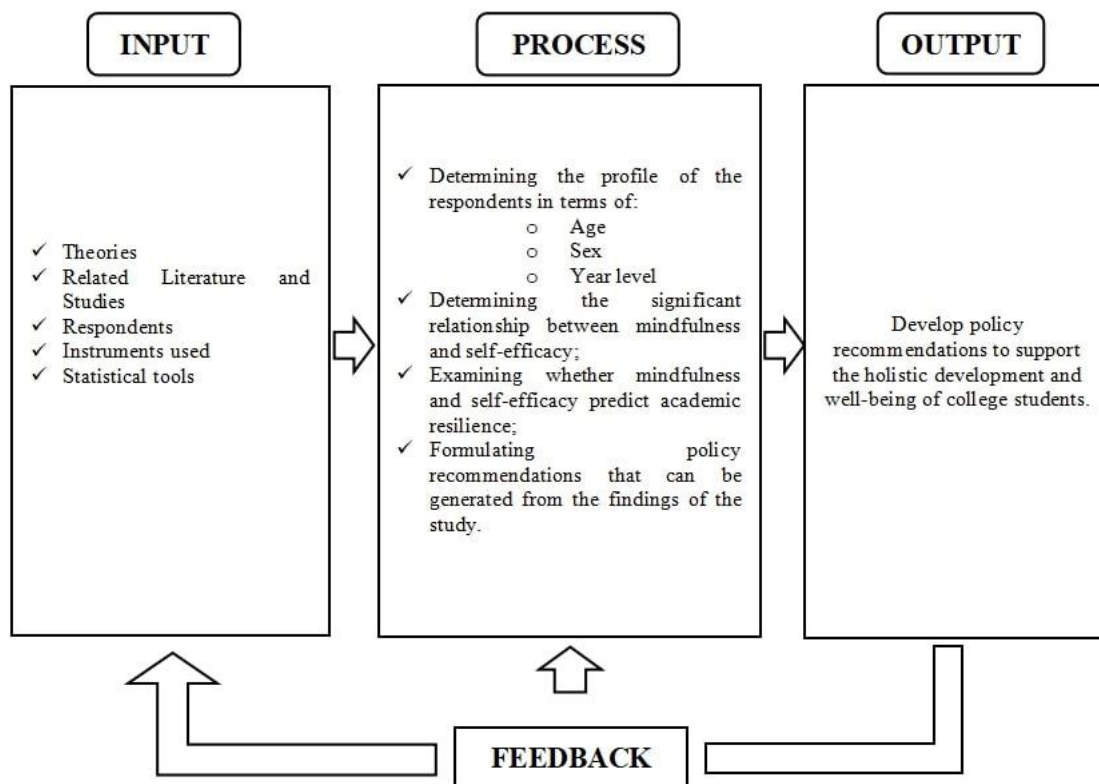 INPUT
PROCESS
OUTPUT
✓ Theories
✓ Related Literature and
Studies
✓ Respondents
✓ Instruments used
✓ Statistical tools
✓ Determining the profile of the
respondents in terms of:
o Age
o Sex
o Year level
✓ Determining the significant
relationship between mindfulness
and self-efficacy;
✓ Examining whether mindfulness
and self-efficacy predict academic
resilience;
✓ Formulating policy
recommendations that can be
generated from the findings of the
study.
Develop policy
recommendations to support
the holistic development and
well-being of college students.
FEEDBACK